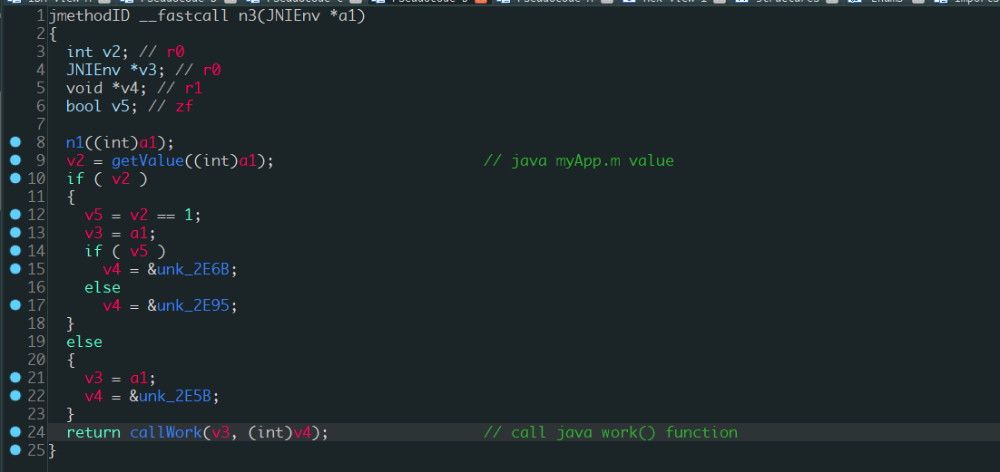 1 jmethodID __fastcall n3(JNIEnv *a1)
2 {
3 int v2; // r0
4 JNIEnv *v3; // r0
5 void *v4; // r1
6 bool v5; // zf
7
8 n1((int)a1);
9 v2 = getValue((int)a1); // java myApp.m value
10 if ( v2 )
11 {
12 v5 = v2 == 1;
13 v3 = a1;
14 if ( v5 )
15 v4 = &unk_2E6B;
16 else
17 v4 = &unk_2E95;
18 }
19 else
20 {
21 v3 = a1;
22 v4 = &unk_2E5B;
23 }
24 return callWork(v3, (int)v4); // call java work() function
25 }